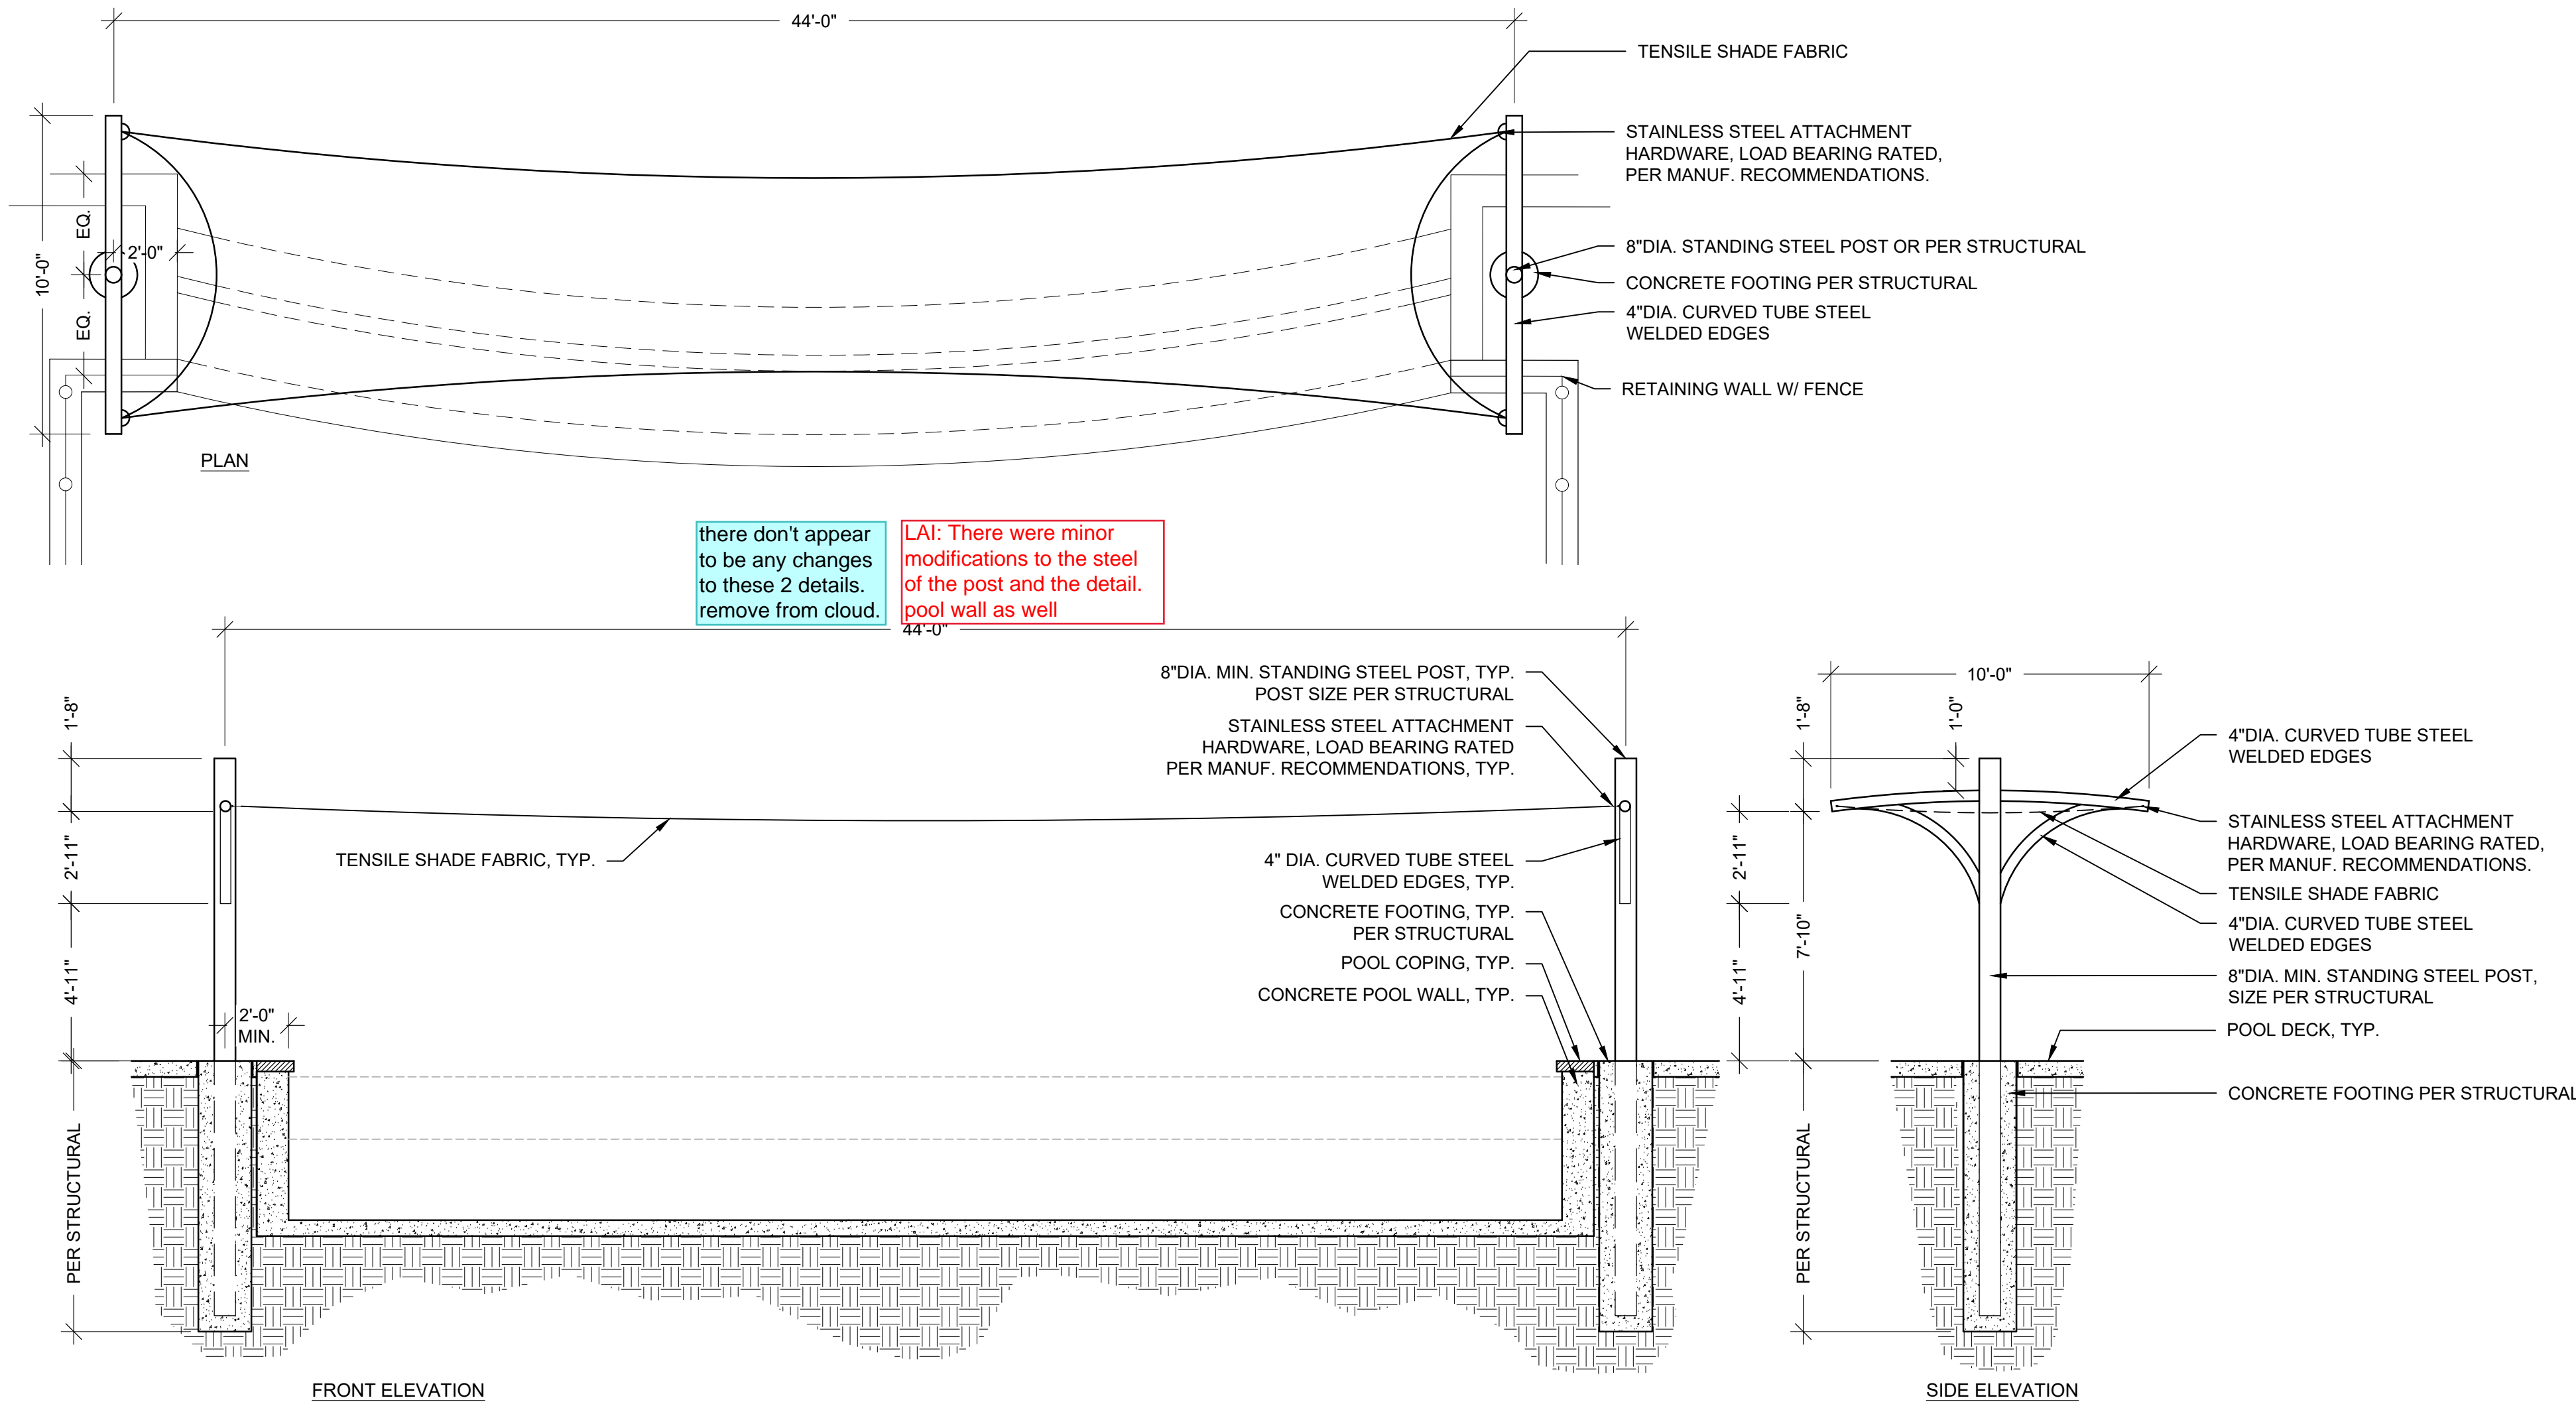 44'-0"
TENSILE SHADE FABRIC
STAINLESS STEEL ATTACHMENT
HARDWARE, LOAD BEARING RATED,
PER MANUF. RECOMMENDATIONS.
10'-0"
EQ.
2'-0"
EQ.
8"DIA. STANDING STEEL POST OR PER STRUCTURAL
CONCRETE FOOTING PER STRUCTURAL
4"DIA. CURVED TUBE STEEL
WELDED EDGES
RETAINING WALL W/ FENCE
PLAN
there don't appear
to be any changes
to these 2 details.
remove from cloud.
LAI: There were minor
modifications to the steel
of the post and the detail.
pool wall as well
44'-0"
1'-8"
2'-11"
4'-11"
PER STRUCTURAL
2'-0"
MIN.
TENSILE SHADE FABRIC, TYP.
8"DIA. MIN. STANDING STEEL POST, TYP.
POST SIZE PER STRUCTURAL
STAINLESS STEEL ATTACHMENT
HARDWARE, LOAD BEARING RATED
PER MANUF. RECOMMENDATIONS, TYP.
4" DIA. CURVED TUBE STEEL
WELDED EDGES, TYP.
CONCRETE FOOTING, TYP.
PER STRUCTURAL
POOL COPING, TYP.
CONCRETE POOL WALL, TYP.
FRONT ELEVATION
10'-0"
1'-8"
1'-0"
2'-11"
7'-10"
4'-11"
PER STRUCTURAL
4"DIA. CURVED TUBE STEEL
WELDED EDGES
STAINLESS STEEL ATTACHMENT
HARDWARE, LOAD BEARING RATED,
PER MANUF. RECOMMENDATIONS.
TENSILE SHADE FABRIC
4"DIA. CURVED TUBE STEEL
WELDED EDGES
8"DIA. MIN. STANDING STEEL POST,
SIZE PER STRUCTURAL
POOL DECK, TYP.
CONCRETE FOOTING PER STRUCTURAL
SIDE ELEVATION